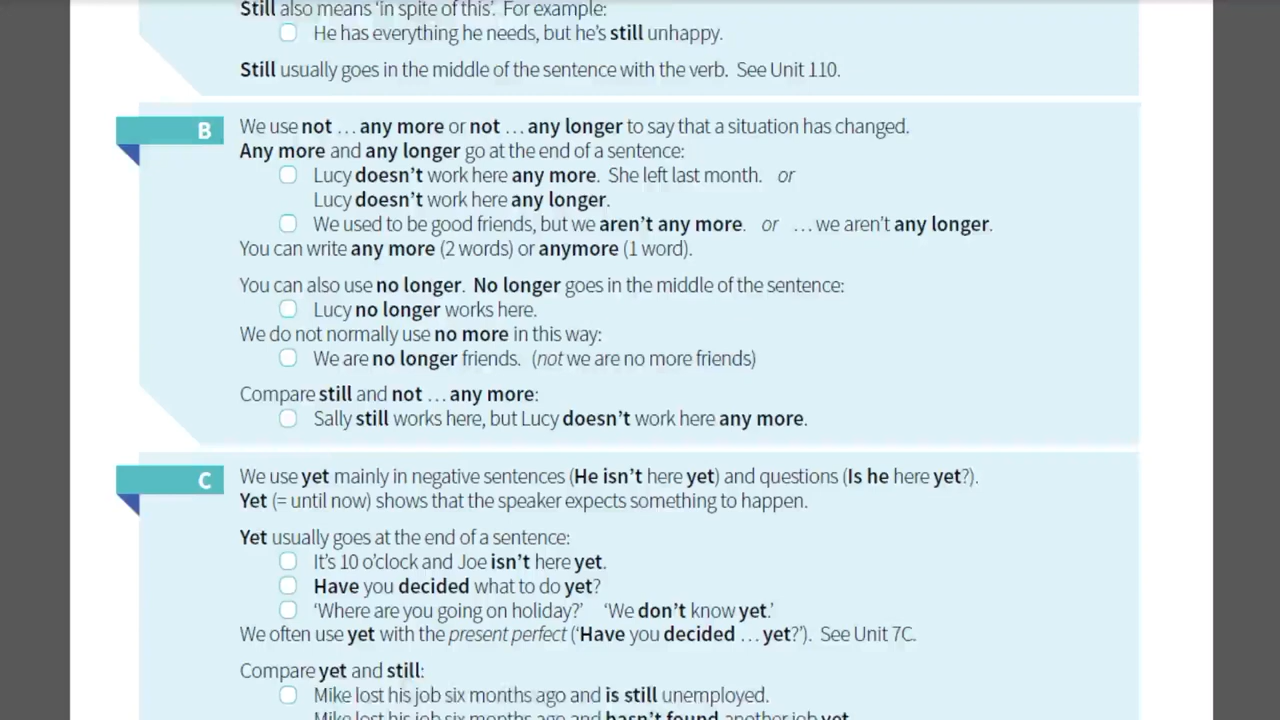 Still also means 'in spite of this'. For example:
He has everything he needs, but he's still unhappy.
Still usually goes in the middle of the sentence with the verb. See Unit 110.
B
We use not … any more or not … any longer to say that a situation has changed.
Any more and any longer go at the end of a sentence:
Lucy doesn't work here any more. She left last month. or
Lucy doesn't work here any longer.
We used to be good friends, but we aren't any more. or … we aren't any longer.
You can write any more (2 words) or anymore (1 word).
You can also use no longer. No longer goes in the middle of the sentence:
Lucy no longer works here.
We do not normally use no more in this way:
We are no longer friends. (not we are no more friends)
Compare still and not … any more:
Sally still works here, but Lucy doesn't work here any more.
C
We use yet mainly in negative sentences (He isn't here yet) and questions (Is he here yet?).
Yet (= until now) shows that the speaker expects something to happen.
Yet usually goes at the end of a sentence:
It's 10 o'clock and Joe isn't here yet.
Have you decided what to do yet?
'Where are you going on holiday?' 'We don't know yet.'
We often use yet with the present perfect ('Have you decided … yet?'). See Unit 7C.
Compare yet and still:
Mike lost his job six months ago and is still unemployed.
Mike lost his job six months ago and hasn't found another job yet.